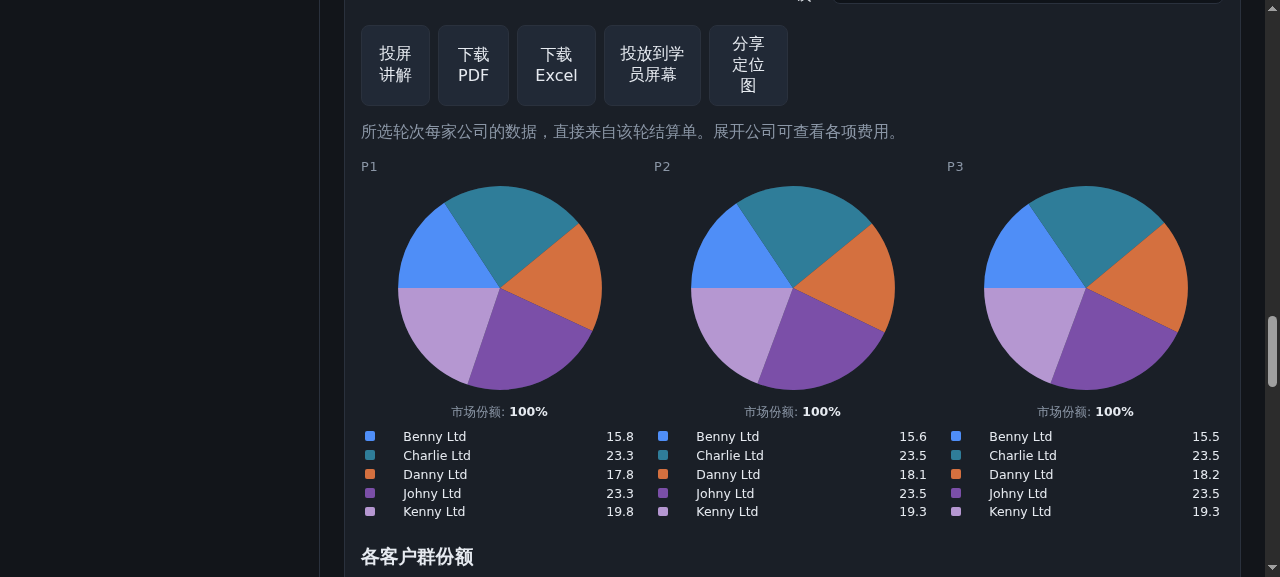 投屏
讲解
下载
PDF
下载
Excel
投放到学
员屏幕
分享
定位
图
所选轮次每家公司的数据，直接来自该轮结算单。展开公司可查看各项费用。
P1
市场份额: 100%
Benny Ltd 15.8
Charlie Ltd 23.3
Danny Ltd 17.8
Johny Ltd 23.3
Kenny Ltd 19.8
P2
市场份额: 100%
Benny Ltd 15.6
Charlie Ltd 23.5
Danny Ltd 18.1
Johny Ltd 23.5
Kenny Ltd 19.3
P3
市场份额: 100%
Benny Ltd 15.5
Charlie Ltd 23.5
Danny Ltd 18.2
Johny Ltd 23.5
Kenny Ltd 19.3
各客户群份额